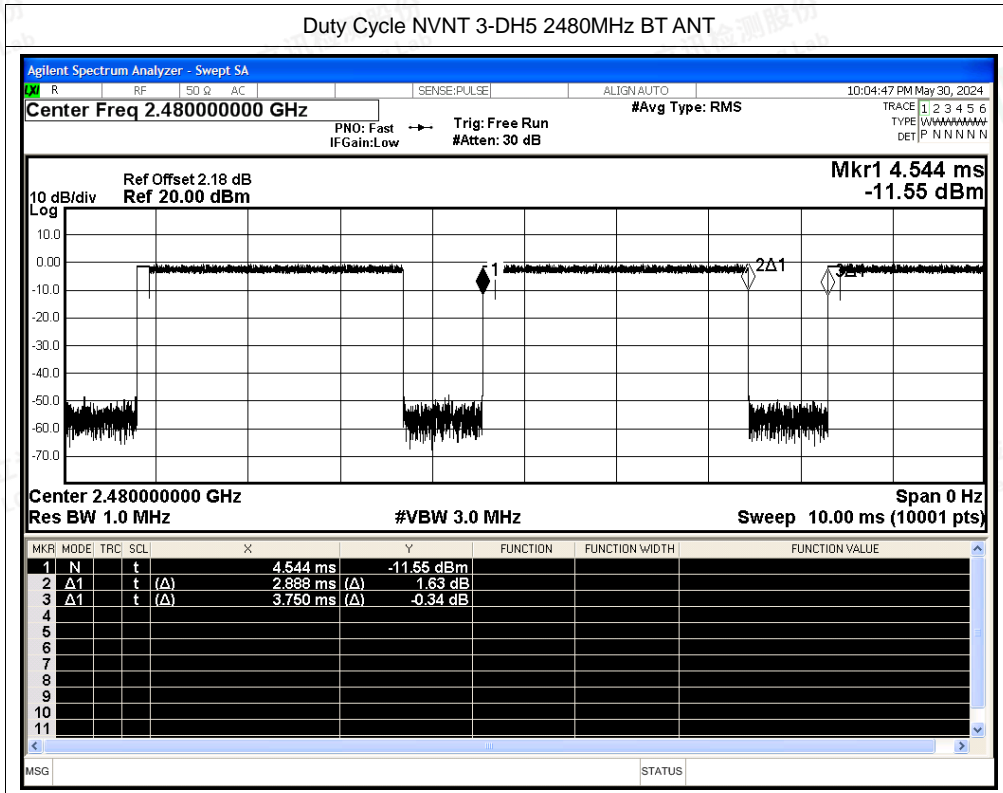 Duty Cycle NVNT 3-DH5 2480MHz BT ANT
Agilent Spectrum Analyzer - Swept SA
LXI R RF 50 Ω AC SENSE:PULSE ALIGN AUTO 10:04:47 PM May 30, 2024
Center Freq 2.480000000 GHz #Avg Type: RMS TRACE 1 2 3 4 5 6
PNO: Fast Trig: Free Run TYPE WWWWWW
IFGain:Low #Atten: 30 dB DET P N N N N N
Mkr1 4.544 ms
Ref Offset 2.18 dB
10 dB/div Ref 20.00 dBm -11.55 dBm
Log
10.0
0.00
1 2Δ1 3Δ1
-10.0
-20.0
-30.0
-40.0
-50.0
-60.0
-70.0
Center 2.480000000 GHz Span 0 Hz
Res BW 1.0 MHz #VBW 3.0 MHz Sweep 10.00 ms (10001 pts)
MKR MODE TRC SCL X Y FUNCTION FUNCTION WIDTH FUNCTION VALUE
1 N t 4.544 ms -11.55 dBm
2 Δ1 t (Δ) 2.888 ms (Δ) 1.63 dB
3 Δ1 t (Δ) 3.750 ms (Δ) -0.34 dB
4
5
6
7
8
9
10
11
MSG STATUS